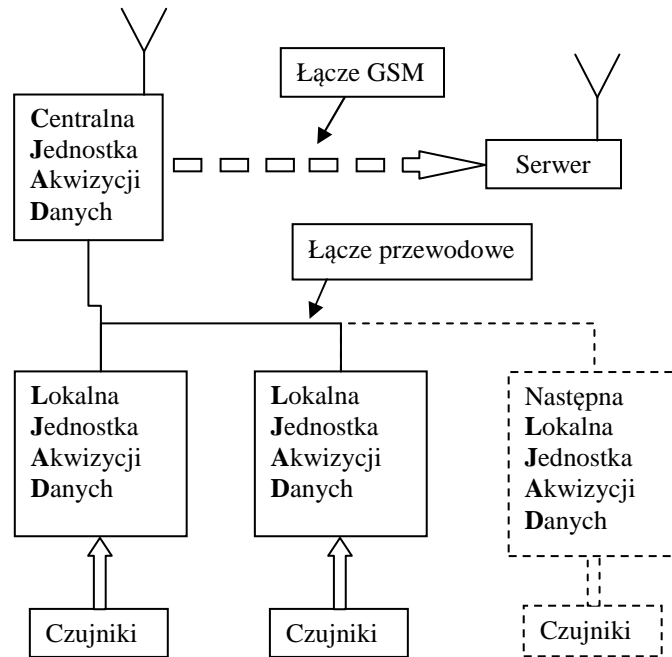 Łącze GSM
Centralna
Jednostka
Akwizycji
Danych
Serwer
Łącze przewodowe
Lokalna
Jednostka
Akwizycji
Danych
Lokalna
Jednostka
Akwizycji
Danych
Następna
Lokalna
Jednostka
Akwizycji
Danych
Czujniki
Czujniki
Czujniki